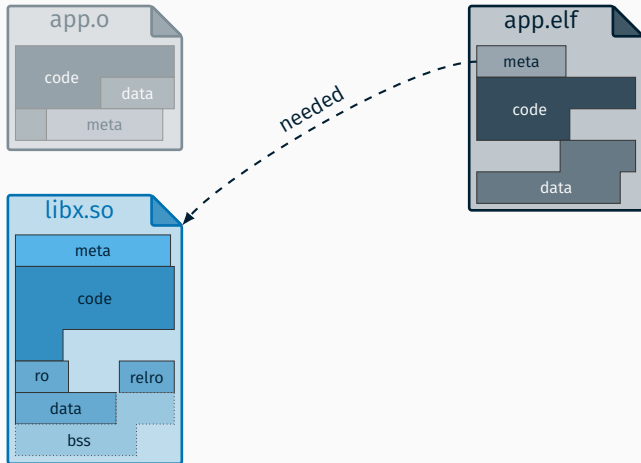 app.o
code
data
meta
app.elf
meta
code
data
needed
libx.so
meta
code
ro
relro
data
bss